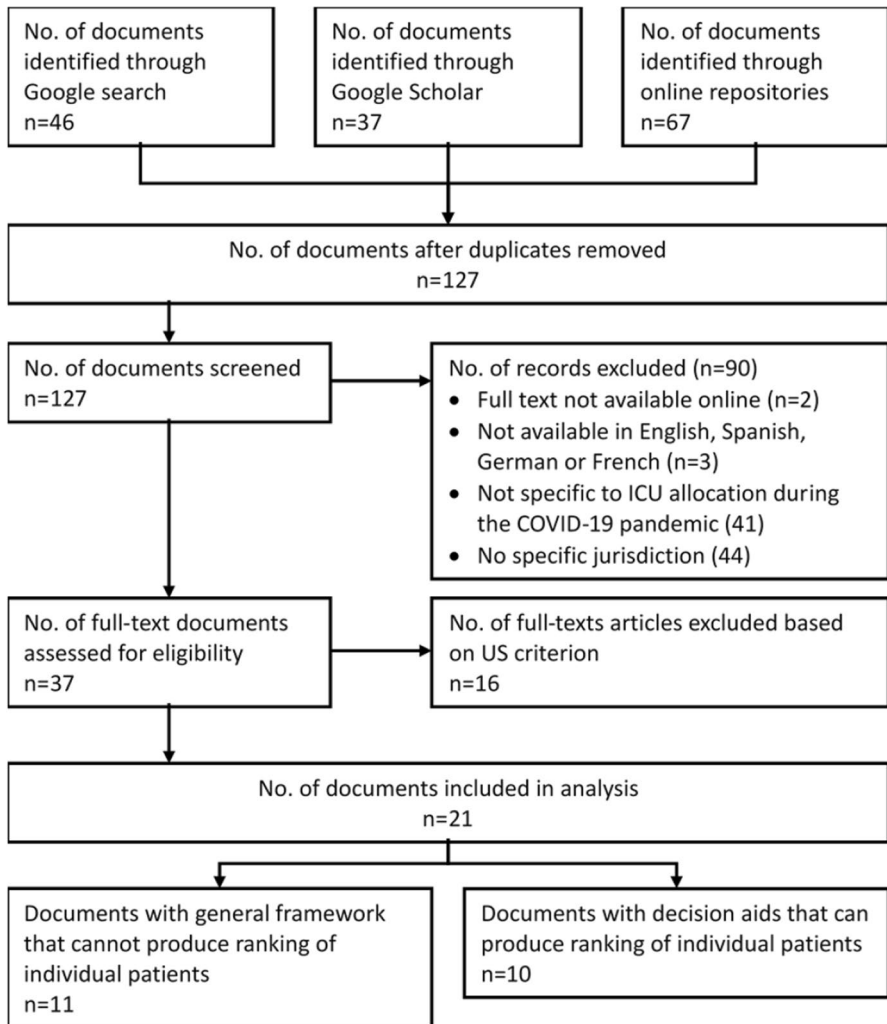 No. of documents
identified through
Google search
n=46
No. of documents
identified through
Google Scholar
n=37
No. of documents
identified through
online repositories
n=67
No. of documents after duplicates removed
n=127
No. of documents screened
n=127
No. of records excluded (n=90)
• Full text not available online (n=2)
• Not available in English, Spanish,
German or French (n=3)
• Not specific to ICU allocation during
the COVID-19 pandemic (41)
• No specific jurisdiction (44)
No. of full-text documents
assessed for eligibility
n=37
No. of full-texts articles excluded based
on US criterion
n=16
No. of documents included in analysis
n=21
Documents with general framework
that cannot produce ranking of
individual patients
n=11
Documents with decision aids that can
produce ranking of individual patients
n=10